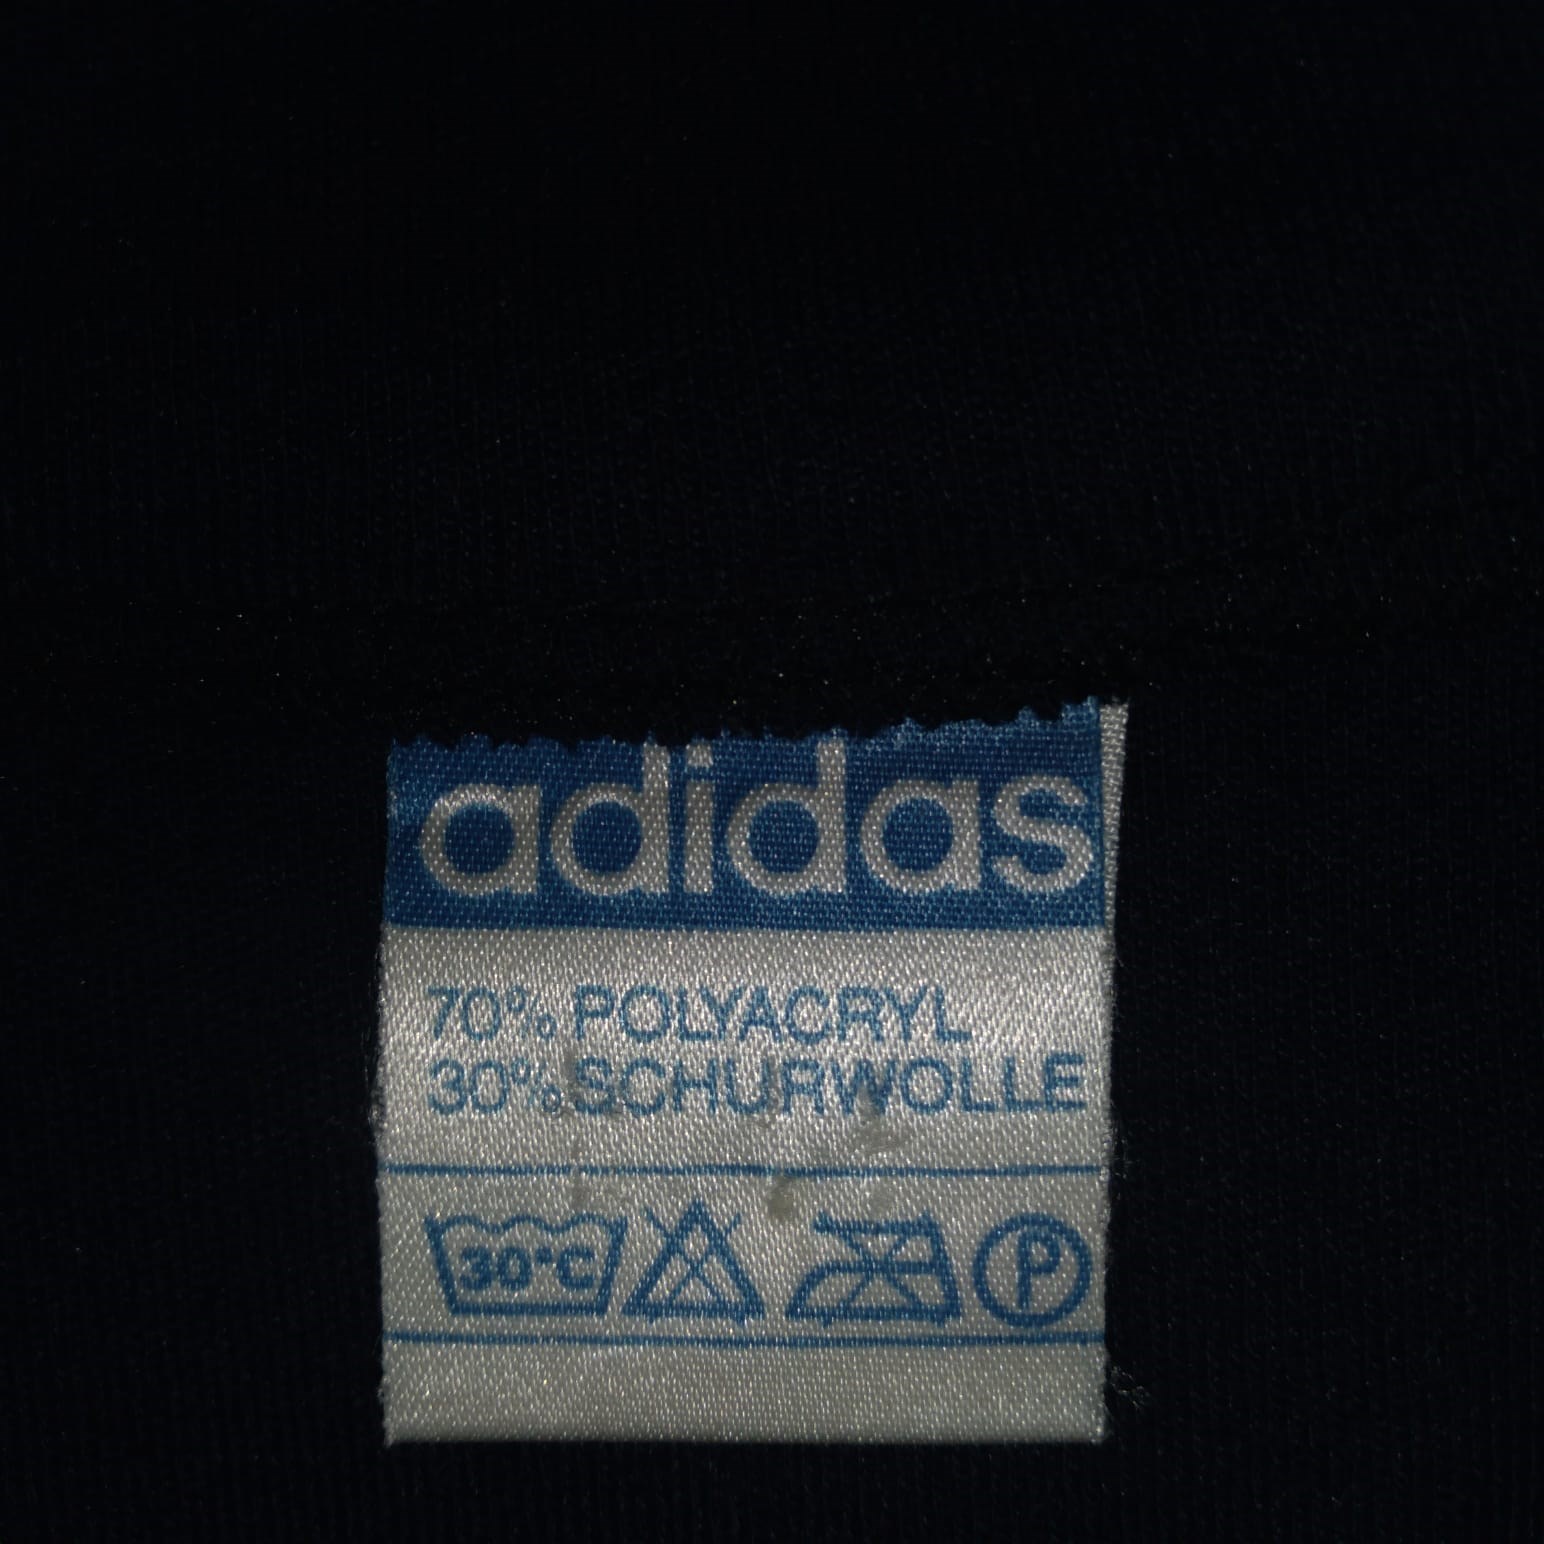 adidas
70% POLYACRYL
30% SCHURWOLLE
30°C P